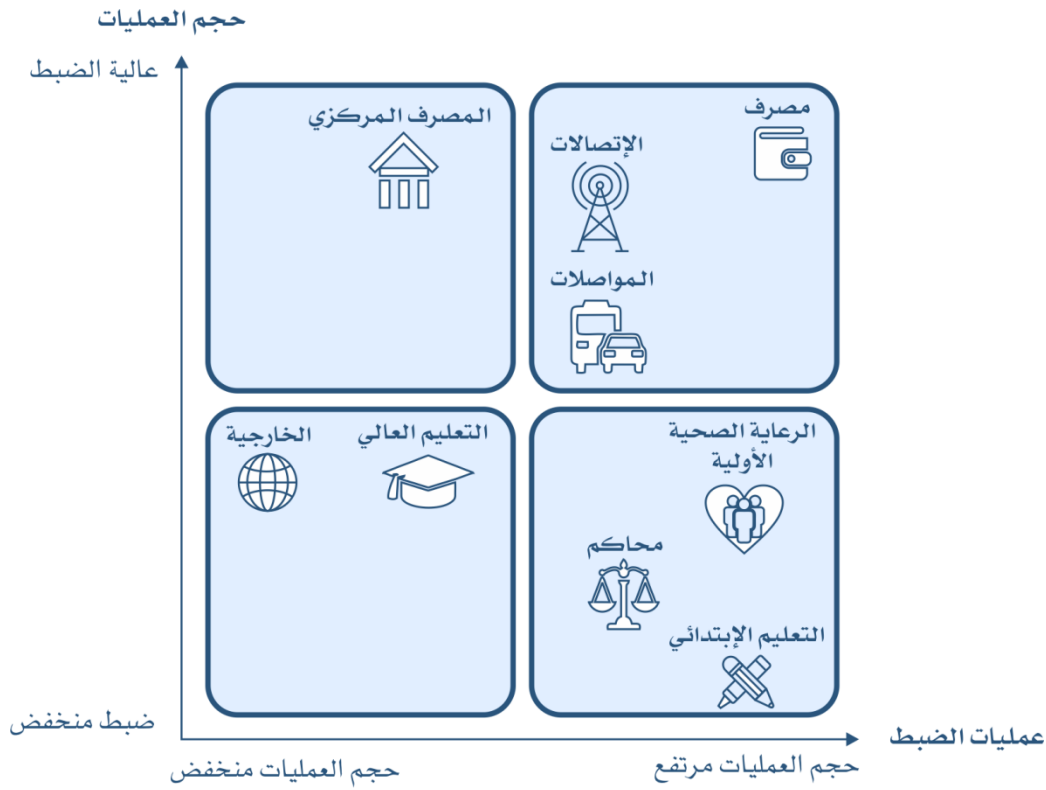 حجم العمليات
عالية الضبط
المصرف المركزي
مصرف
الإتصالات
المواصلات
الخارجية
التعليم العالي
الرعاية الصحية
الأولية
محاكم
التعليم الإبتدائي
ضبط منخفض
عمليات الضبط
حجم العمليات منخفض
حجم العمليات مرتفع